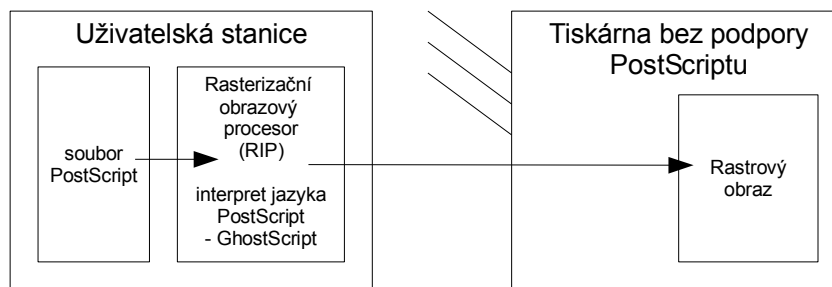 Uživatelská stanice
soubor
PostScript
Rasterizační
obrazový
procesor
(RIP)
interpret jazyka
PostScript
- GhostScript
Tiskárna bez podpory
PostScriptu
Rastrový
obraz